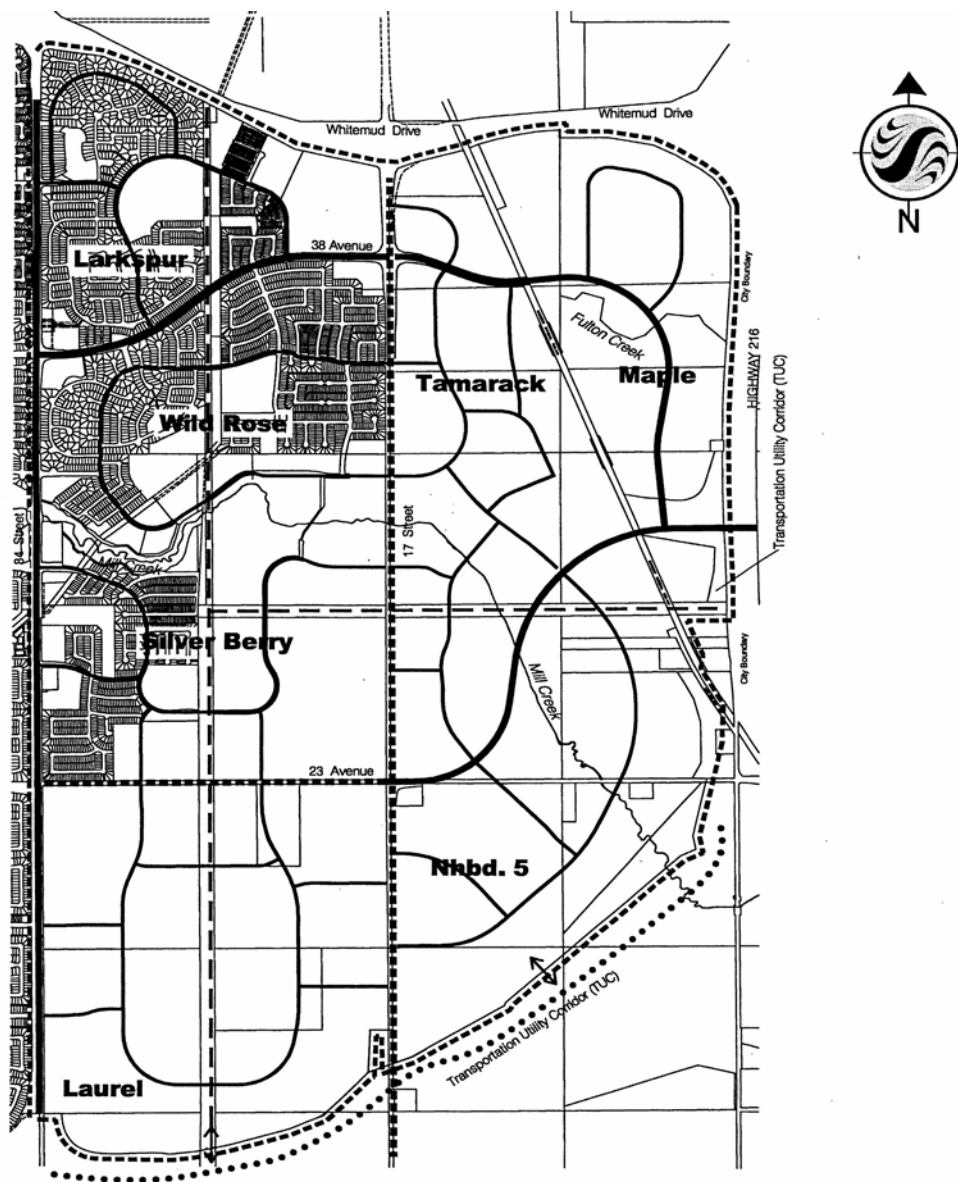 Whitemud Drive
Whitemud Drive
N
38 Avenue
Larkspur
City Boundary
Fulton Creek
Tamarack
Maple
HIGHWAY 216
Transportation Utility Corridor (TUC)
Wild Rose
34 Street
17 Street
Mill Creek
Silver Berry
City Boundary
Mill Creek
23 Avenue
Nhbd. 5
Transportation Utility Corridor (TUC)
Laurel